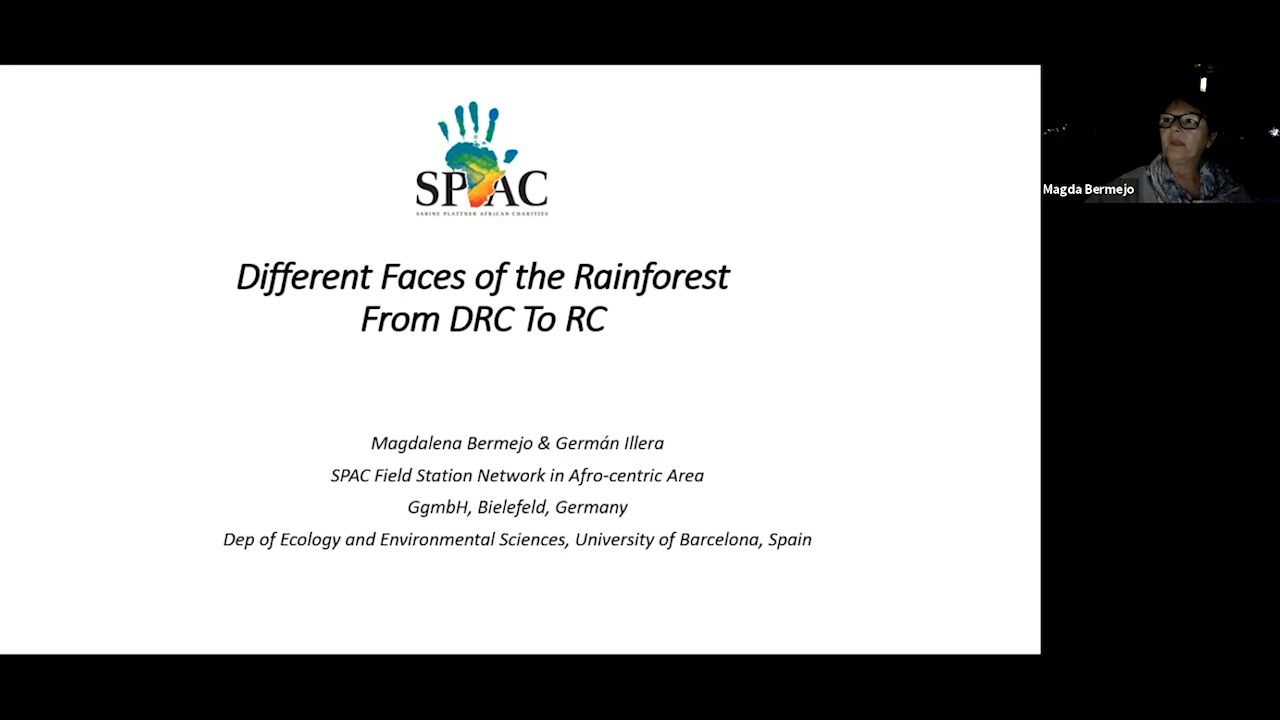 SPAC
SABINE PLATTNER AFRICAN CHARITIES
Different Faces of the Rainforest
From DRC To RC
Magdalena Bermejo & Germán Illera
SPAC Field Station Network in Afro-centric Area
GgmbH, Bielefeld, Germany
Dep of Ecology and Environmental Sciences, University of Barcelona, Spain
Magda Bermejo